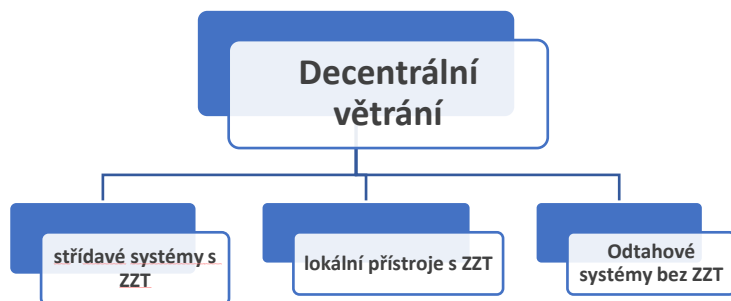 Decentrální
větrání
střídavé systémy s
ZZT
lokální přístroje s ZZT
Odtahové
systémy bez ZZT